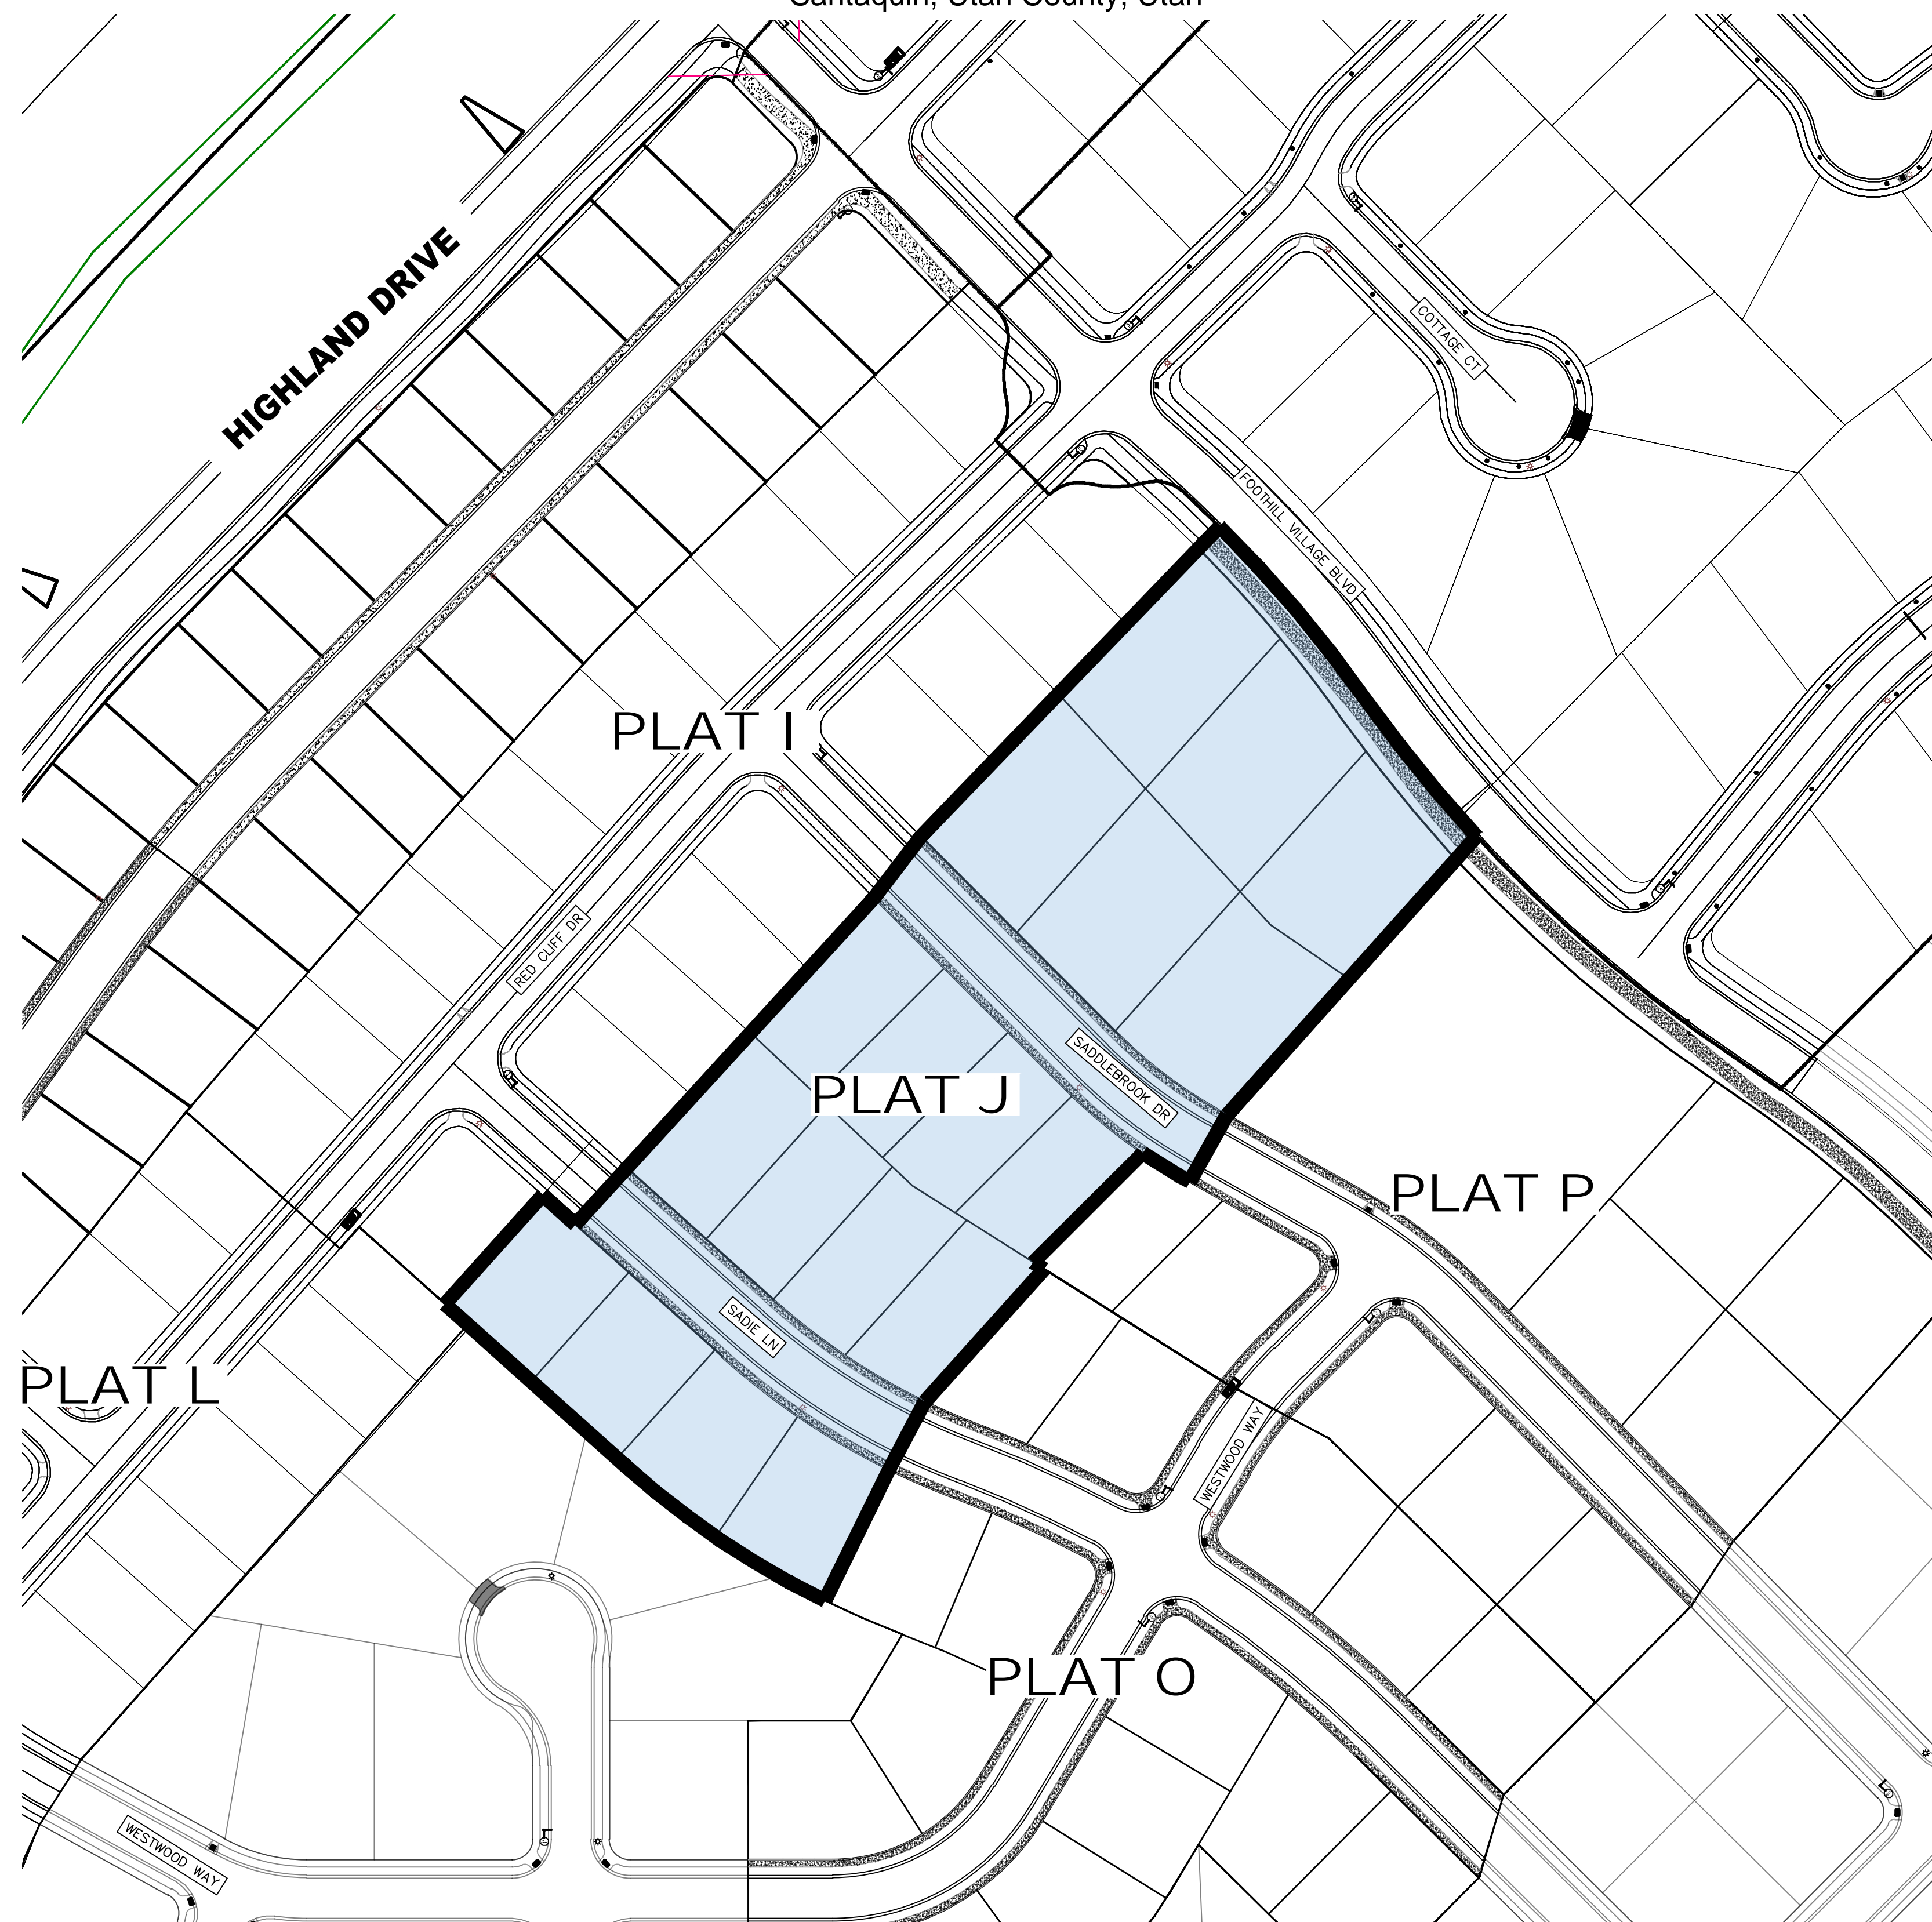 Santaquin, Utah County, Utah
HIGHLAND DRIVE
COTTAGE CT
FOOTHILL VILLAGE BLVD
PLAT I
RED CLIFF DR
SADDLEBROOK DR
PLAT J
PLAT P
SADIE LN
PLAT L
WESTWOOD WAY
PLAT O
WESTWOOD WAY